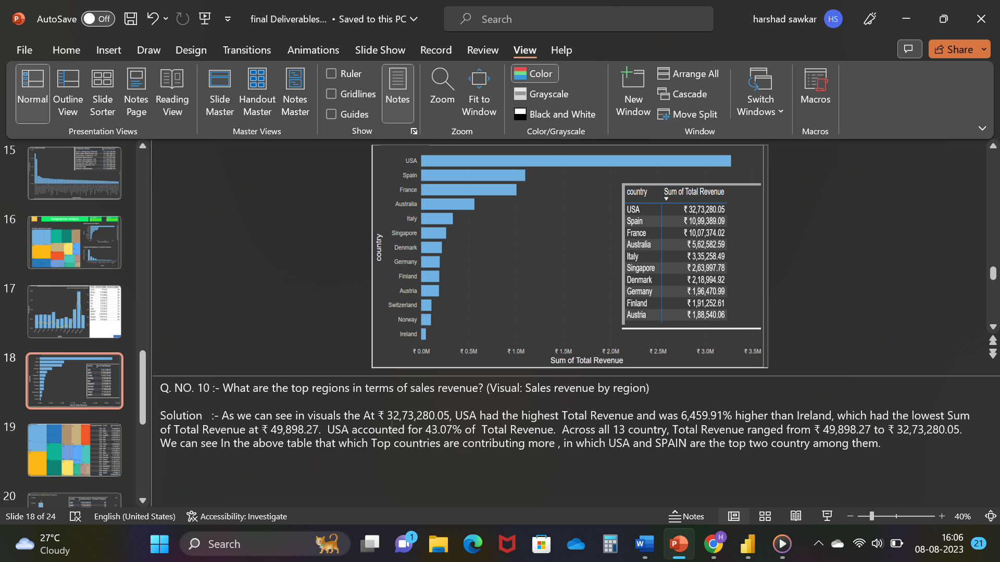 AutoSave Off final Deliverables... • Saved to this PC Search harshad sawkar HS
File Home Insert Draw Design Transitions Animations Slide Show Record Review View Help Share
Normal Outline View Slide Sorter Notes Page Reading View
Presentation Views
Slide Master Handout Master Notes Master
Master Views
Ruler
Gridlines
Guides
Notes
Show
Zoom Fit to Window
Zoom
Color
Grayscale
Black and White
Color/Grayscale
New Window
Arrange All
Cascade
Move Split
Switch Windows
Window
Macros
Macros
15
16
Geographical Analysis
17
18
19
20
country
USA
Spain
France
Australia
Italy
Singapore
Denmark
Germany
Finland
Austria
Switzerland
Norway
Ireland
₹ 0.0M ₹ 0.5M ₹ 1.0M ₹ 1.5M ₹ 2.0M ₹ 2.5M ₹ 3.0M ₹ 3.5M
Sum of Total Revenue
country Sum of Total Revenue
USA ₹ 32,73,280.05
Spain ₹ 10,99,389.09
France ₹ 10,07,374.02
Australia ₹ 5,62,582.59
Italy ₹ 3,35,258.49
Singapore ₹ 2,63,997.78
Denmark ₹ 2,18,994.92
Germany ₹ 1,96,470.99
Finland ₹ 1,91,252.61
Austria ₹ 1,88,540.06
Q. NO. 10 :- What are the top regions in terms of sales revenue? (Visual: Sales revenue by region)
Solution :- As we can see in visuals the At ₹ 32,73,280.05, USA had the highest Total Revenue and was 6,459.91% higher than Ireland, which had the lowest Sum
of Total Revenue at ₹ 49,898.27. USA accounted for 43.07% of Total Revenue. Across all 13 country, Total Revenue ranged from ₹ 49,898.27 to ₹ 32,73,280.05.
We can see In the above table that which Top countries are contributing more , in which USA and SPAIN are the top two country among them.
Slide 18 of 24 English (United States) Accessibility: Investigate Notes 40%
27°C
Cloudy
Search
1
16:06
08-08-2023
21